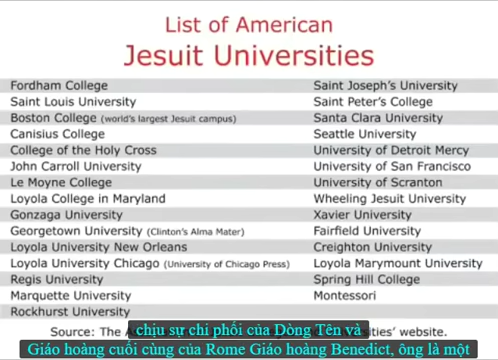 List of American
Jesuit Universities
Fordham College
Saint Louis University
Boston College (world's largest Jesuit campus)
Canisius College
College of the Holy Cross
John Carroll University
Le Moyne College
Loyola College in Maryland
Gonzaga University
Georgetown University (Clinton's Alma Mater)
Loyola University New Orleans
Loyola University Chicago (University of Chicago Press)
Regis University
Marquette University
Rockhurst University
Saint Joseph's University
Saint Peter's College
Santa Clara University
Seattle University
University of Detroit Mercy
University of San Francisco
University of Scranton
Wheeling Jesuit University
Xavier University
Fairfield University
Creighton University
Loyola Marymount University
Spring Hill College
Montessori
Source: The website.
chịu sự chi phối của Dòng Tên và
Giáo hoàng cuối cùng của Rome Giáo hoàng Benedict, ông là một